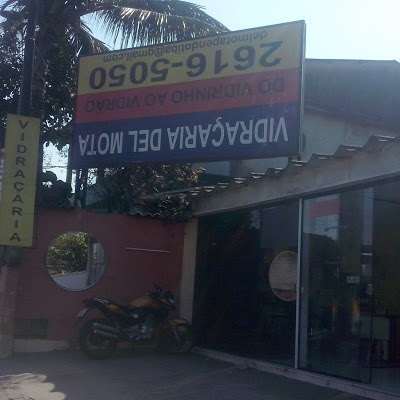 VIDRAÇARIA DEL MOTA
DO VIDRINHO AO VIDRÃO
2616-5050
VIDRAÇARIA